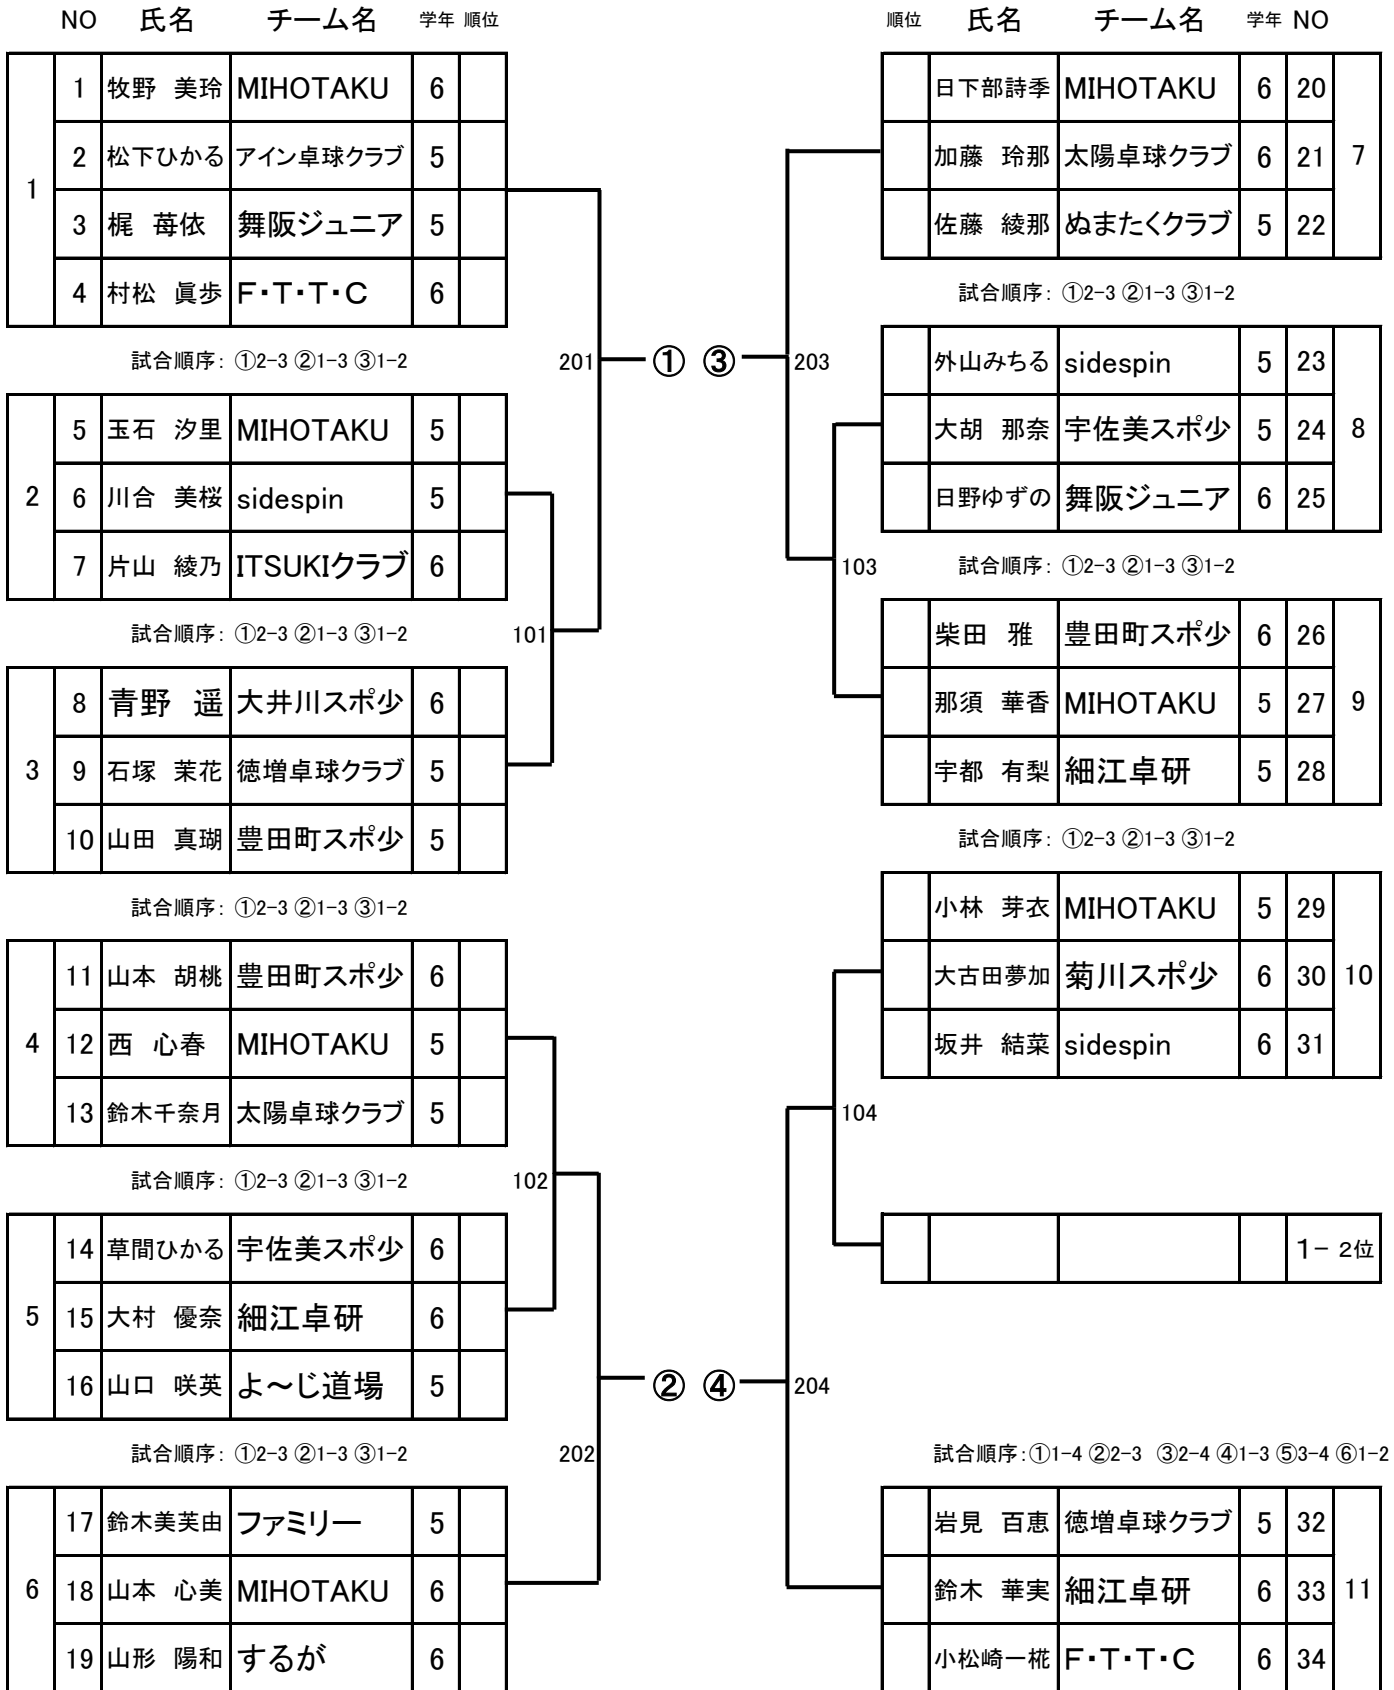 NO 氏名 チーム名 学年 順位
1
1 牧野 美玲 MIHOTAKU 6
2 松下ひかる アイン卓球クラブ 5
3 梶 苺依 舞阪ジュニア 5
4 村松 眞歩 F・T・T・C 6
試合順序: ①2-3 ②1-3 ③1-2
201
①
2
5 玉石 汐里 MIHOTAKU 5
6 川合 美桜 sidespin 5
7 片山 綾乃 ITSUKIクラブ 6
試合順序: ①2-3 ②1-3 ③1-2
101
3
8 青野 遥 大井川スポ少 6
9 石塚 茉花 徳増卓球クラブ 5
10 山田 真瑚 豊田町スポ少 5
試合順序: ①2-3 ②1-3 ③1-2
4
11 山本 胡桃 豊田町スポ少 6
12 西 心春 MIHOTAKU 5
13 鈴木千奈月 太陽卓球クラブ 5
試合順序: ①2-3 ②1-3 ③1-2
102
5
14 草間ひかる 宇佐美スポ少 6
15 大村 優奈 細江卓研 6
16 山口 咲英 よ～じ道場 5
②
試合順序: ①2-3 ②1-3 ③1-2
202
6
17 鈴木美芙由 ファミリー 5
18 山本 心美 MIHOTAKU 6
19 山形 陽和 するが 6
順位 氏名 チーム名 学年 NO
日下部詩季 MIHOTAKU 6 20
加藤 玲那 太陽卓球クラブ 6 21
佐藤 綾那 ぬまたくクラブ 5 22
7
試合順序: ①2-3 ②1-3 ③1-2
③
203
外山みちる sidespin 5 23
大胡 那奈 宇佐美スポ少 5 24
日野ゆずの 舞阪ジュニア 6 25
8
103
試合順序: ①2-3 ②1-3 ③1-2
柴田 雅 豊田町スポ少 6 26
那須 華香 MIHOTAKU 5 27
宇都 有梨 細江卓研 5 28
9
試合順序: ①2-3 ②1-3 ③1-2
小林 芽衣 MIHOTAKU 5 29
大古田夢加 菊川スポ少 6 30
坂井 結菜 sidespin 6 31
10
104
1- 2位
④
204
試合順序:①1-4 ②2-3 ③2-4 ④1-3 ⑤3-4 ⑥1-2
岩見 百恵 徳増卓球クラブ 5 32
鈴木 華実 細江卓研 6 33
小松崎一椛 F・T・T・C 6 34
11